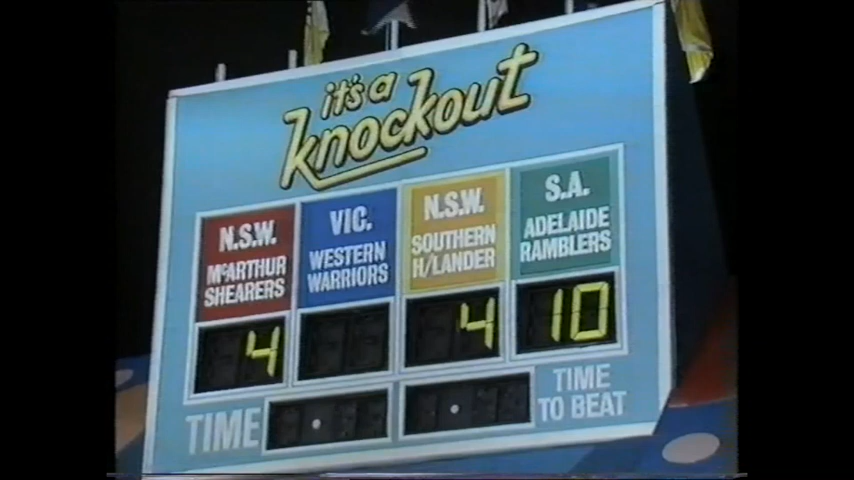 it's a
knockout
N.S.W.
McARTHUR
SHEARERS
VIC.
WESTERN
WARRIORS
N.S.W.
SOUTHERN
H/LANDER
S.A.
ADELAIDE
RAMBLERS
4
4
10
TIME
TIME
TO BEAT